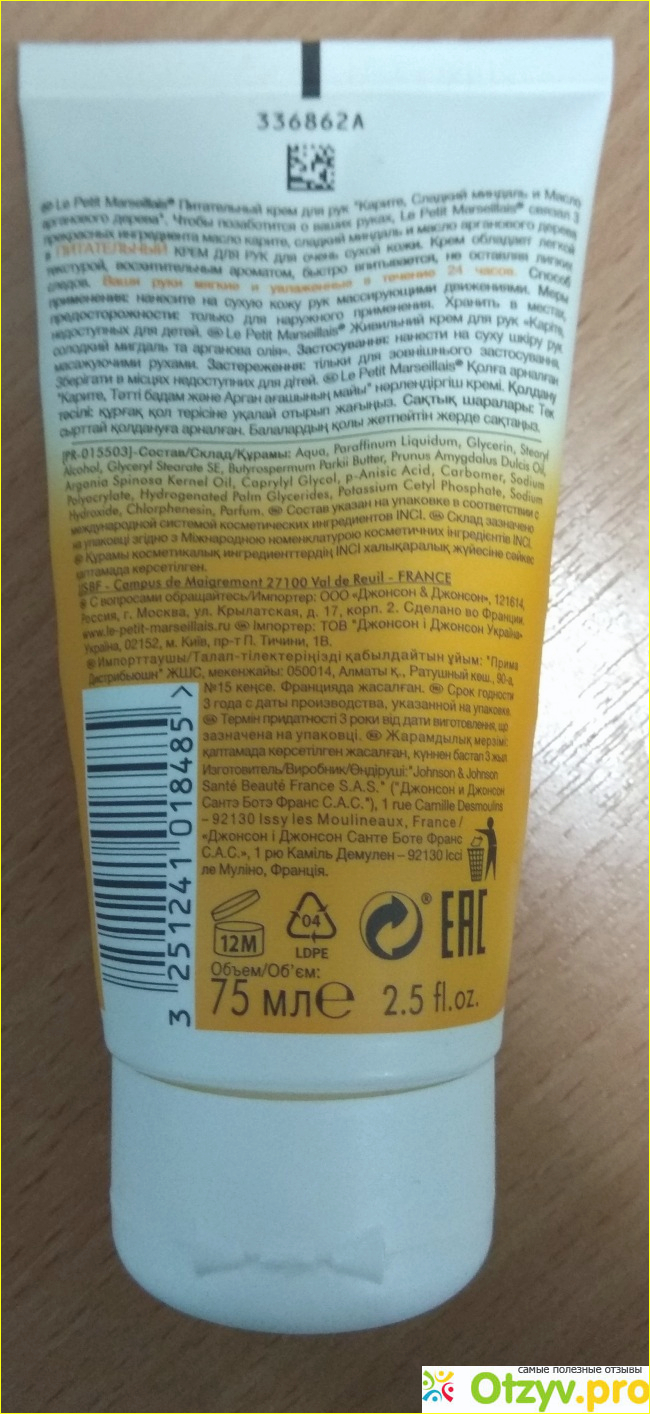 336862A
Le Petit Marseillais® Питательный крем для рук "Карите, Сладкий миндаль и Масло
арганового дерева". Чтобы позаботится о ваших руках, Le Petit Marseillais® связал 3
прекрасных ингредиента масло карите, сладкий миндаль и масло арганового дерева
в ПИТАТЕЛЬНЫЙ КРЕМ ДЛЯ РУК для очень сухой кожи. Крем обладает легкой
текстурой, восхитительным ароматом, быстро впитывается, не оставляя липких
следов. Ваши руки мягкие и увлажненные в течение 24 часов. Способ
применения: нанесите на сухую кожу рук массирующими движениями. Меры
предосторожности: только для наружного применения. Хранить в местах,
недоступных для детей. Le Petit Marseillais® Живильний крем для рук «Каріте,
солодкий мигдаль та арганова олія». Застосування: нанести на суху шкіру рук
масажуючими рухами. Застереження: тільки для зовнішнього застосування.
Зберігати в місцях недоступних для дітей. Le Petit Marseillais® Қолға арналған
"Карите, Тәтті бадам және Арган ағашының майы" нәрлендіргіш кремі. Қолдану
тәсілі: құрғақ қол терісіне уқалай отырып жағыңыз. Сақтық шаралары: Тек
сырттай қолдануға арналған. Балалардың қолы жетпейтін жерде сақтаңыз.
[PR-015503]-Состав/Склад/Құрамы: Aqua, Paraffinum Liquidum, Glycerin, Stearyl
Alcohol, Glyceryl Stearate SE, Butyrospermum Parkii Butter, Prunus Amygdalus Dulcis Oil,
Argania Spinosa Kernel Oil, Caprylyl Glycol, p-Anisic Acid, Carbomer, Sodium
Polyacrylate, Hydrogenated Palm Glycerides, Potassium Cetyl Phosphate, Sodium
Hydroxide, Chlorphenesin, Parfum. Состав указан на упаковке в соответствии с
международной системой косметических ингредиентов INCI. Склад зазначено
на упаковці згідно з Міжнародною номенклатурою косметичних інгредієнтів INCI.
Құрамы косметикалық ингредиенттердің INCI халықаралық жүйесіне сәйкес
қаптамада көрсетілген.
JSBF - Campus de Maigremont 27100 Val de Reuil - FRANCE
С вопросами обращайтесь/Импортер: ООО «Джонсон & Джонсон», 121614,
Россия, г. Москва, ул. Крылатская, д. 17, корп. 2. Сделано во Франции.
www.le-petit-marseillais.ru Імпортер: ТОВ "Джонсон і Джонсон Україна"
Україна, 02152, м. Київ, пр-т П. Тичини, 1В.
Импорттаушы/Талап-тілектеріңізді қабылдайтын ұйым: "Прима
Дистрибьюшн" ЖШС, мекенжайы: 050014, Алматы қ., Ратушный көш., 90-а,
№15 кеңсе. Францияда жасалған. Срок годности
3 года с даты производства, указанной на упаковке.
Термін придатності 3 роки від дати виготовлення, що
зазначена на упаковці. Жарамдылық мерзімі:
қаптамада көрсетілген жасалған, күннен бастап 3 жыл
Изготовитель/Виробник/Өндіруші: "Johnson & Johnson
Santé Beauté France S.A.S." ("Джонсон и Джонсон
Сантэ Ботэ Франс С.А.С."), 1 rue Camille Desmoulins
– 92130 Issy les Moulineaux, France /
«Джонсон і Джонсон Санте Боте Франс
С.А.С.», 1 рю Каміль Демулен – 92130 Іссі
ле Муліно, Франція.
3 251241 018485 >
12M
04
LDPE
®
EAC
Объем/Об'єм:
75 мл e 2.5 fl.oz.
самые полезные отзывы
Otzyv.pro